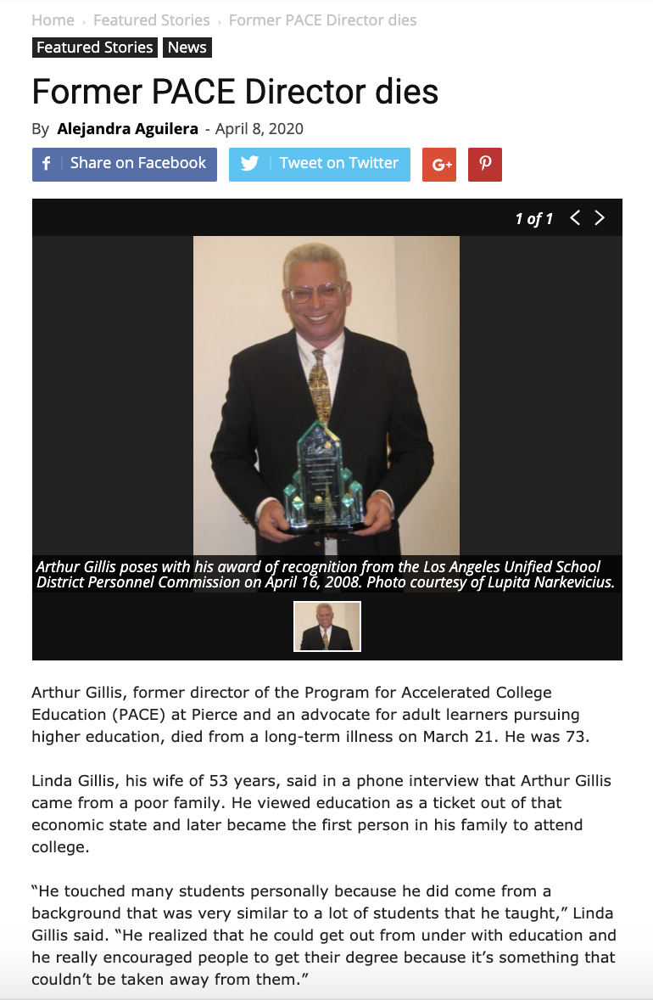 Home › Featured Stories › Former PACE Director dies
Featured Stories News
Former PACE Director dies
By Alejandra Aguilera - April 8, 2020
f Share on Facebook Tweet on Twitter G+
1 of 1
Arthur Gillis poses with his award of recognition from the Los Angeles Unified School
District Personnel Commission on April 16, 2008. Photo courtesy of Lupita Narkevicius.
Arthur Gillis, former director of the Program for Accelerated College
Education (PACE) at Pierce and an advocate for adult learners pursuing
higher education, died from a long-term illness on March 21. He was 73.
Linda Gillis, his wife of 53 years, said in a phone interview that Arthur Gillis
came from a poor family. He viewed education as a ticket out of that
economic state and later became the first person in his family to attend
college.
“He touched many students personally because he did come from a
background that was very similar to a lot of students that he taught,” Linda
Gillis said. “He realized that he could get out from under with education and
he really encouraged people to get their degree because it’s something that
couldn’t be taken away from them.”